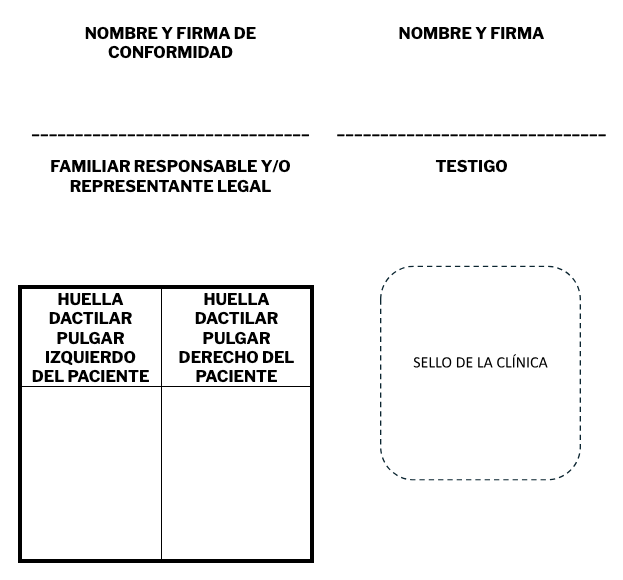 NOMBRE Y FIRMA DE
CONFORMIDAD
NOMBRE Y FIRMA
FAMILIAR RESPONSABLE Y/O
REPRESENTANTE LEGAL
TESTIGO
HUELLA
DACTILAR
PULGAR
IZQUIERDO
DEL PACIENTE
HUELLA
DACTILAR
PULGAR
DERECHO DEL
PACIENTE
SELLO DE LA CLÍNICA